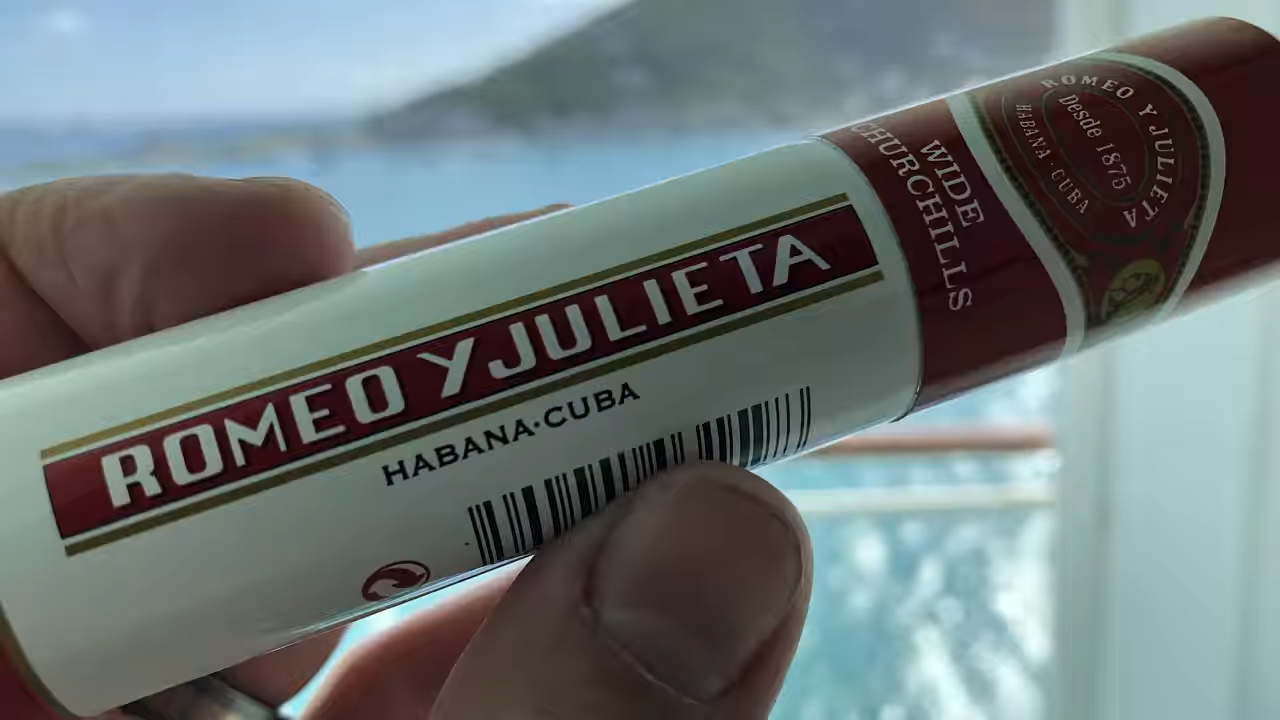 ROMEO Y JULIETA
HABANA·CUBA
WIDE
CHURCHILLS
ROMEO Y JULIETA
Desde 1875
HABANA·CUBA